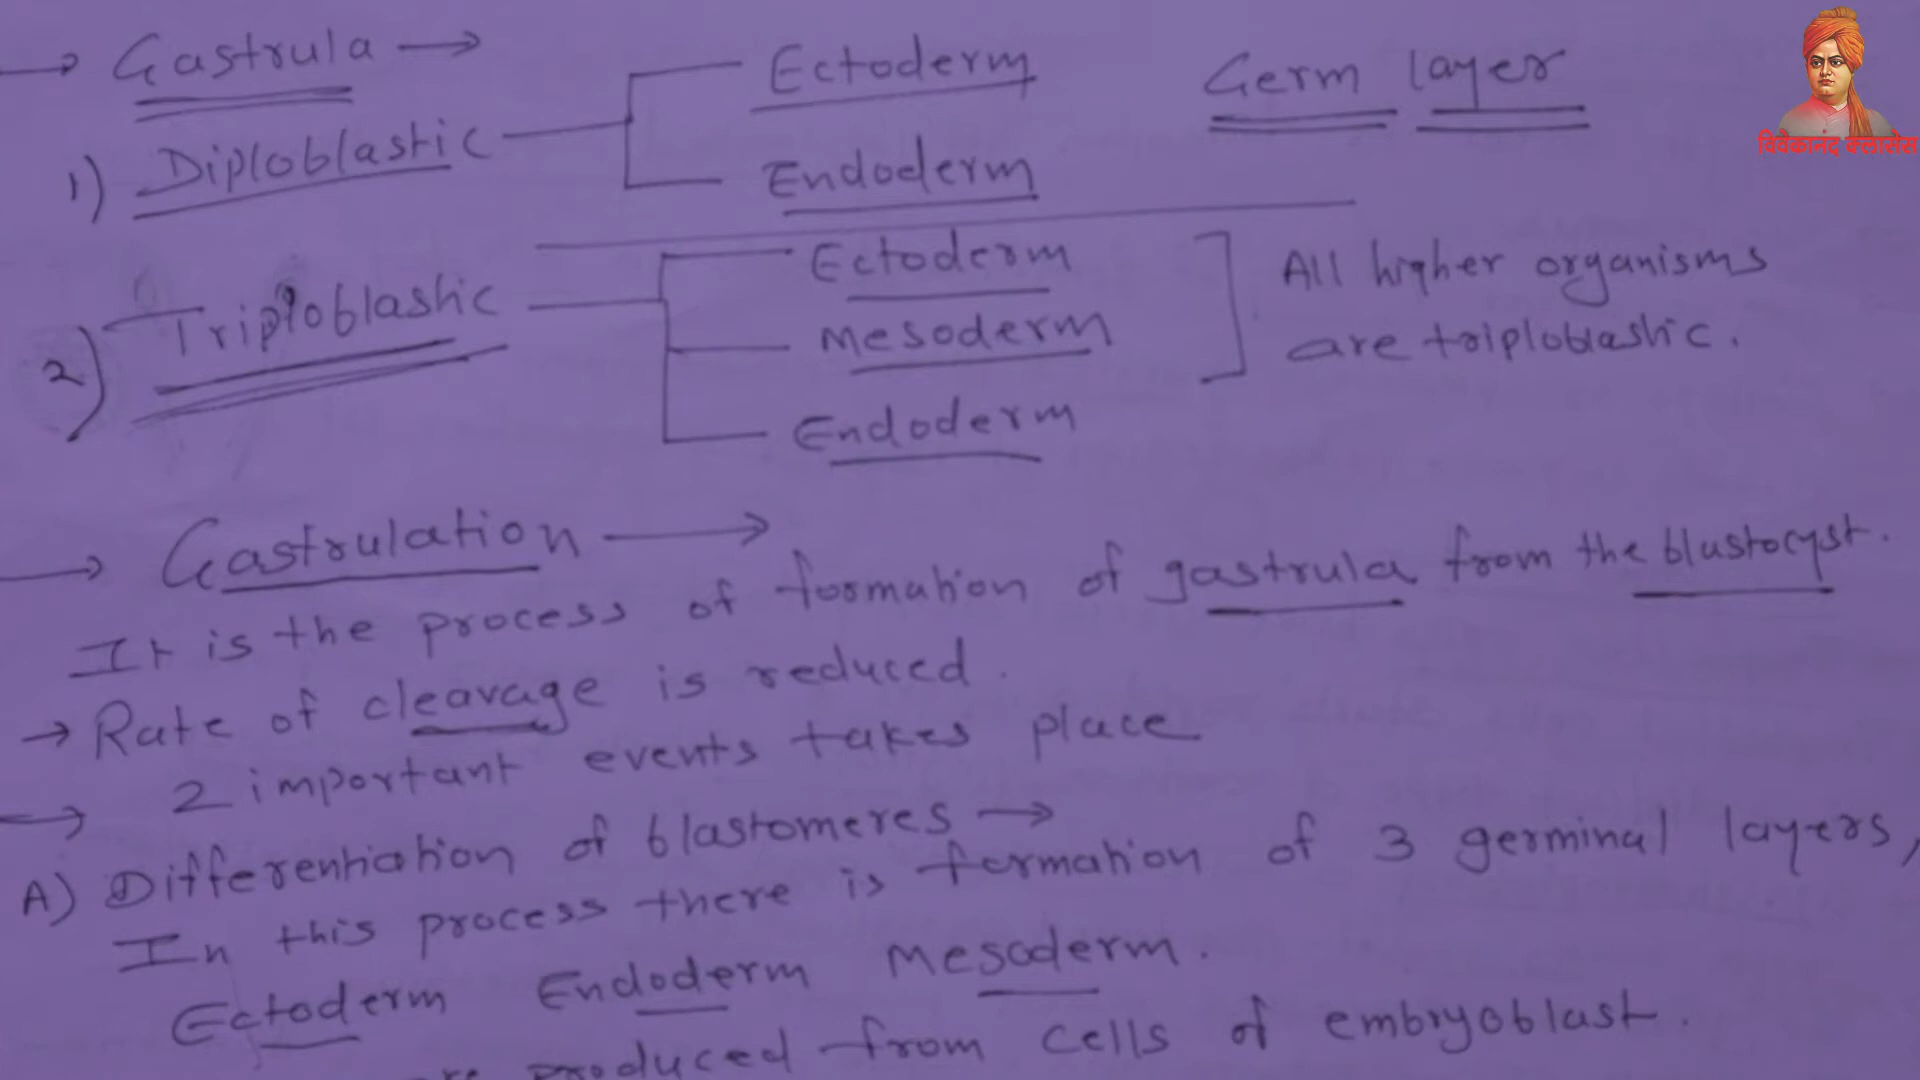 → Gastrula →
Germ layer
1) Diploblastic
Ectoderm
Endoderm
2) Triploblastic
Ectoderm
Mesoderm
Endoderm
All higher organisms
are triploblastic.
→ Gastrulation →
It is the process of formation of gastrula from the blastocyst.
→ Rate of cleavage is reduced.
→ 2 important events takes place
A) Differentiation of blastomeres →
In this process there is formation of 3 germinal layers,
Ectoderm Endoderm Mesoderm.
produced from cells of embryoblast.
विवेकानंद क्लासेस